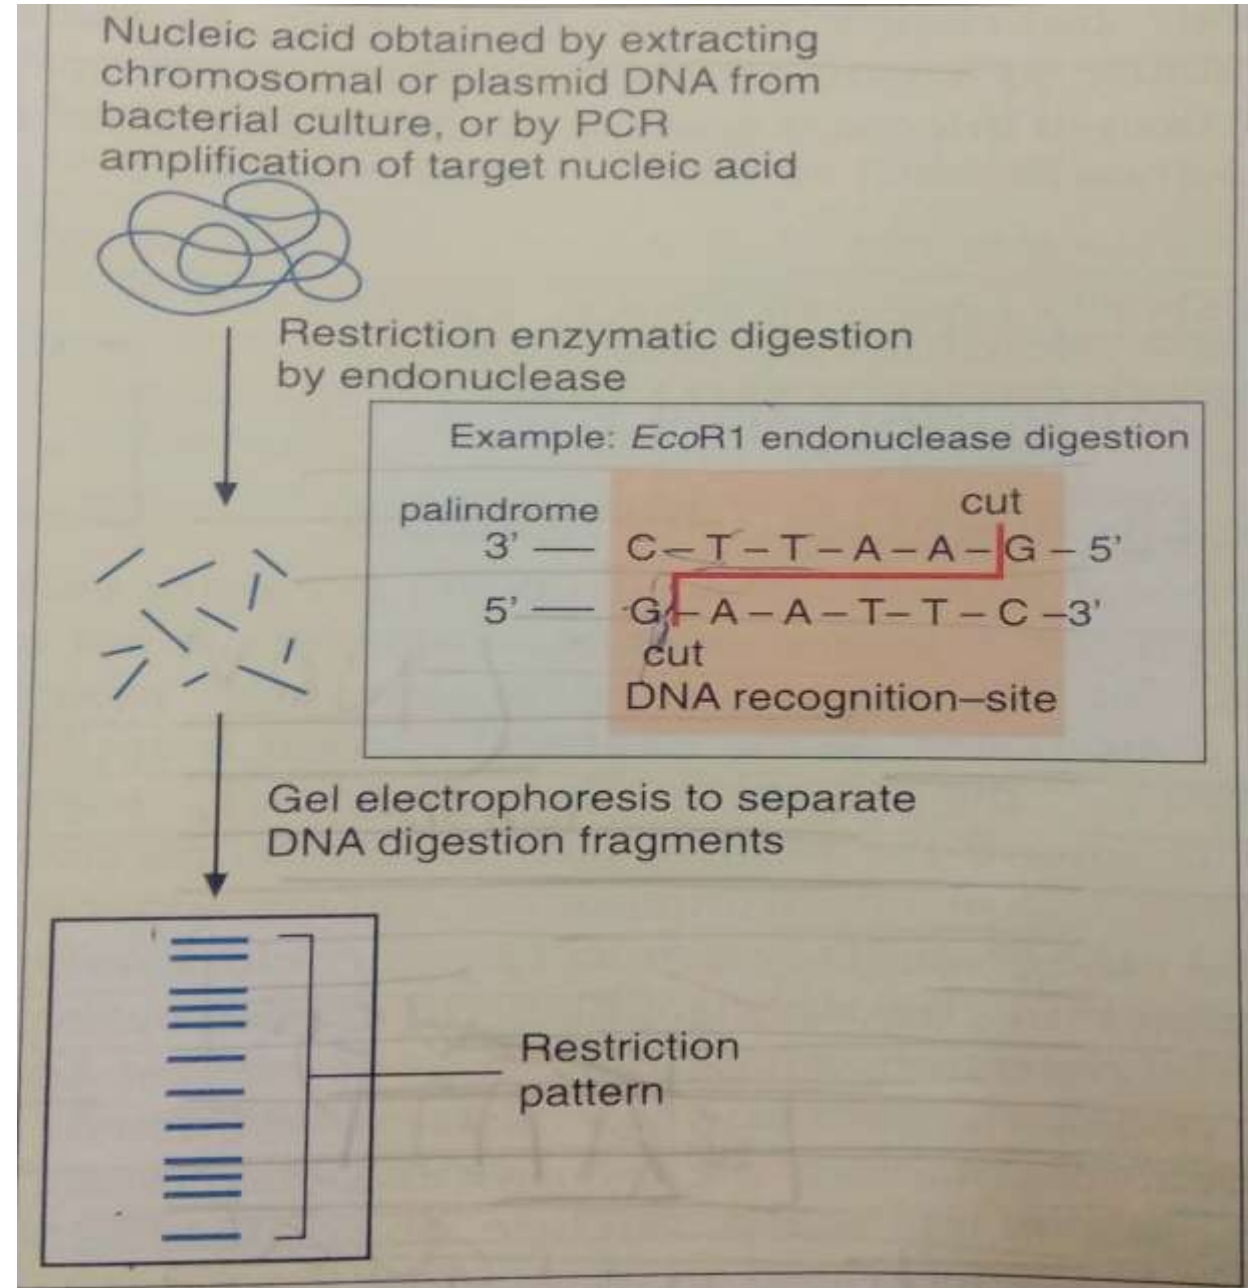 Nucleic acid obtained by extracting
chromosomal or plasmid DNA from
bacterial culture, or by PCR
amplification of target nucleic acid
Restriction enzymatic digestion
by endonuclease
Example: EcoR1 endonuclease digestion
cut
palindrome
3' — C – T – T – A – A – G – 5'
5' — G – A – A – T – T – C – 3'
cut
DNA recognition–site
Gel electrophoresis to separate
DNA digestion fragments
Restriction
pattern